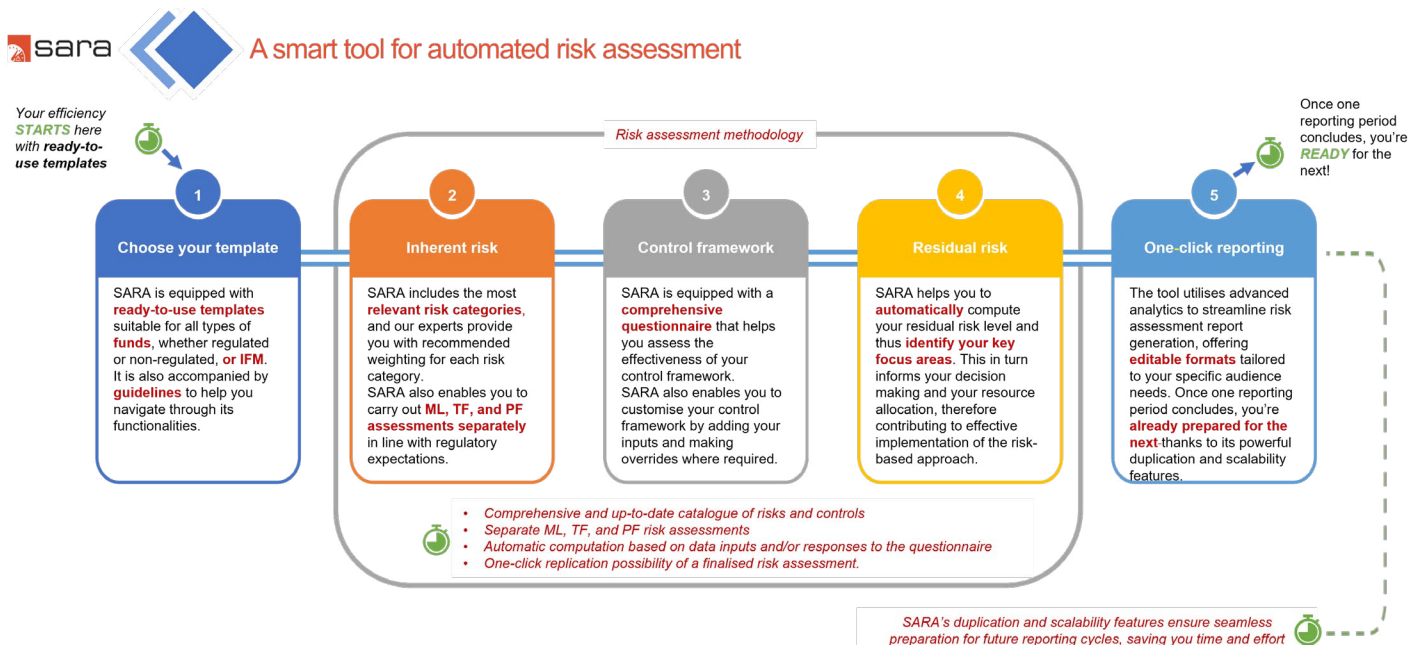 sara
A smart tool for automated risk assessment
Your efficiency
STARTS here
with ready-to-
use templates
Risk assessment methodology
Once one
reporting period
concludes, you're
READY for the
next!
1
Choose your template
SARA is equipped with
ready-to-use templates
suitable for all types of
funds, whether regulated
or non-regulated, or IFM.
It is also accompanied by
guidelines to help you
navigate through its
functionalities.
2
Inherent risk
SARA includes the most
relevant risk categories,
and our experts provide
you with recommended
weighting for each risk
category.
SARA also enables you to
carry out ML, TF, and PF
assessments separately
in line with regulatory
expectations.
3
Control framework
SARA is equipped with a
comprehensive
questionnaire that helps
you assess the
effectiveness of your
control framework.
SARA also enables you to
customise your control
framework by adding your
inputs and making
overrides where required.
4
Residual risk
SARA helps you to
automatically compute
your residual risk level and
thus identify your key
focus areas. This in turn
informs your decision
making and your resource
allocation, therefore
contributing to effective
implementation of the risk-
based approach.
5
One-click reporting
The tool utilises advanced
analytics to streamline risk
assessment report
generation, offering
editable formats tailored
to your specific audience
needs. Once one reporting
period concludes, you're
already prepared for the
next-thanks to its powerful
duplication and scalability
features.
• Comprehensive and up-to-date catalogue of risks and controls
• Separate ML, TF, and PF risk assessments
• Automatic computation based on data inputs and/or responses to the questionnaire
• One-click replication possibility of a finalised risk assessment.
SARA's duplication and scalability features ensure seamless
preparation for future reporting cycles, saving you time and effort